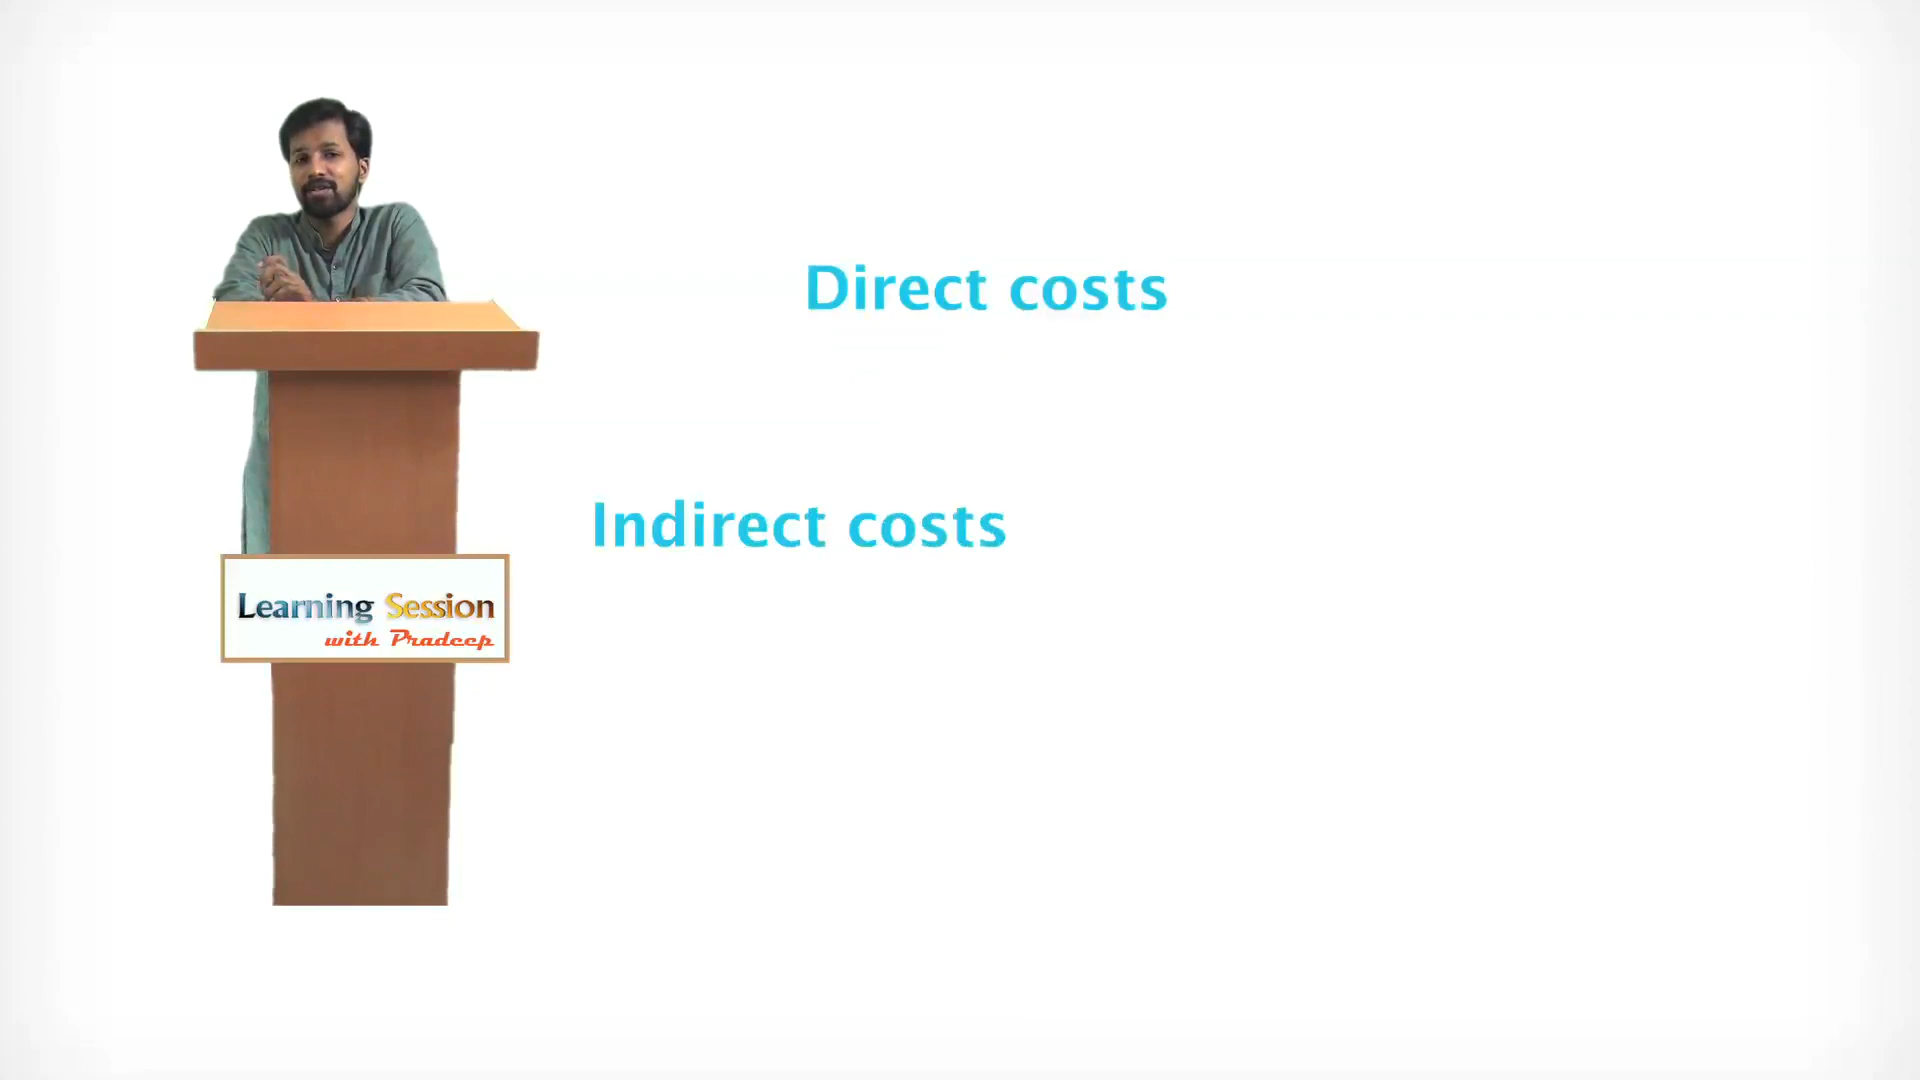 Direct costs
Indirect costs
Learning Session
with Pradeep